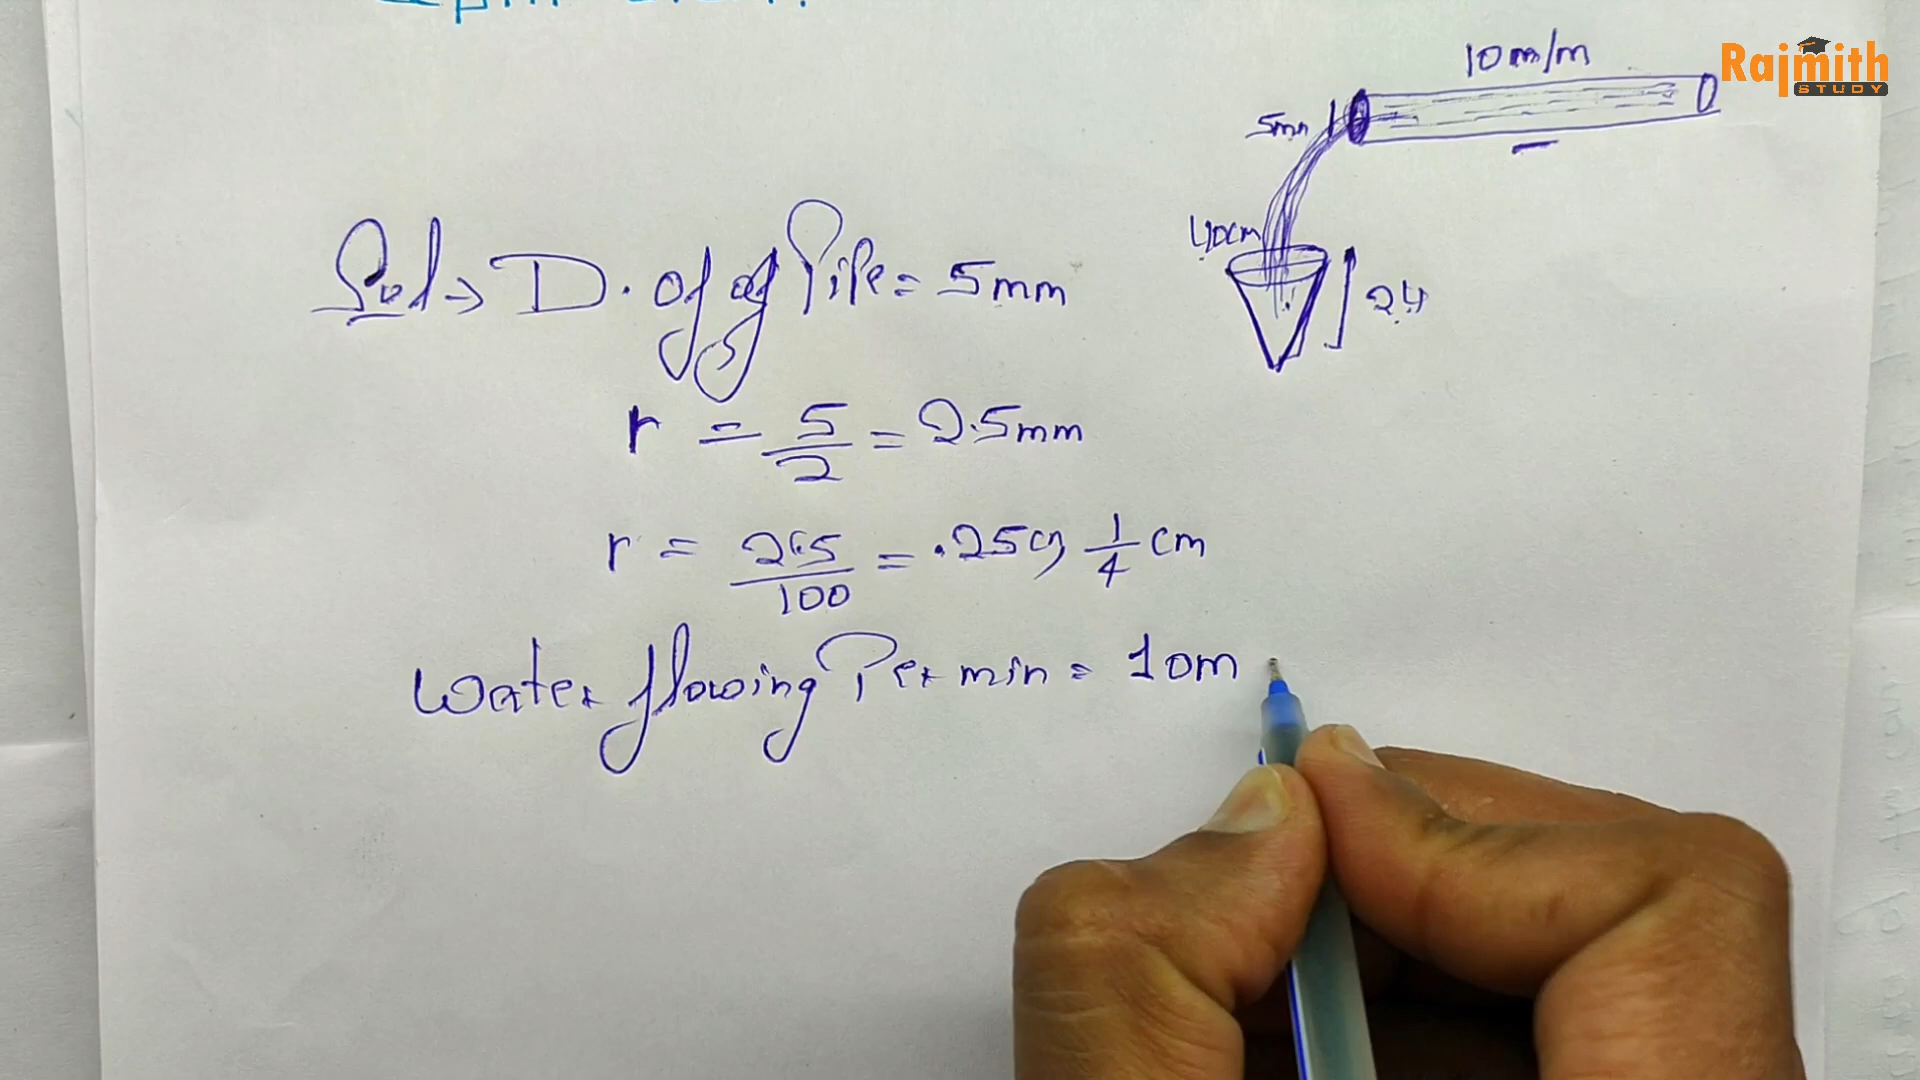 10m/m
Rajmith
STUDY
5mm
40cm
24
Sol → D. of of Pipe = 5mm
r = 5/2 = 2.5mm
r = 2.5/100 = .25 1/4 cm
Water flowing Per min = 10m